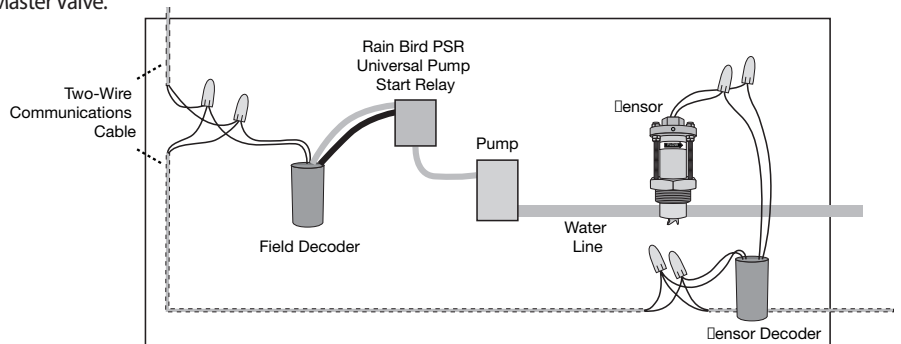 Master Valve.
Rain Bird PSR
Universal Pump
Start Relay
Two-Wire
Communications
Cable
▯ensor
Pump
Water
Line
Field Decoder
▯ensor Decoder